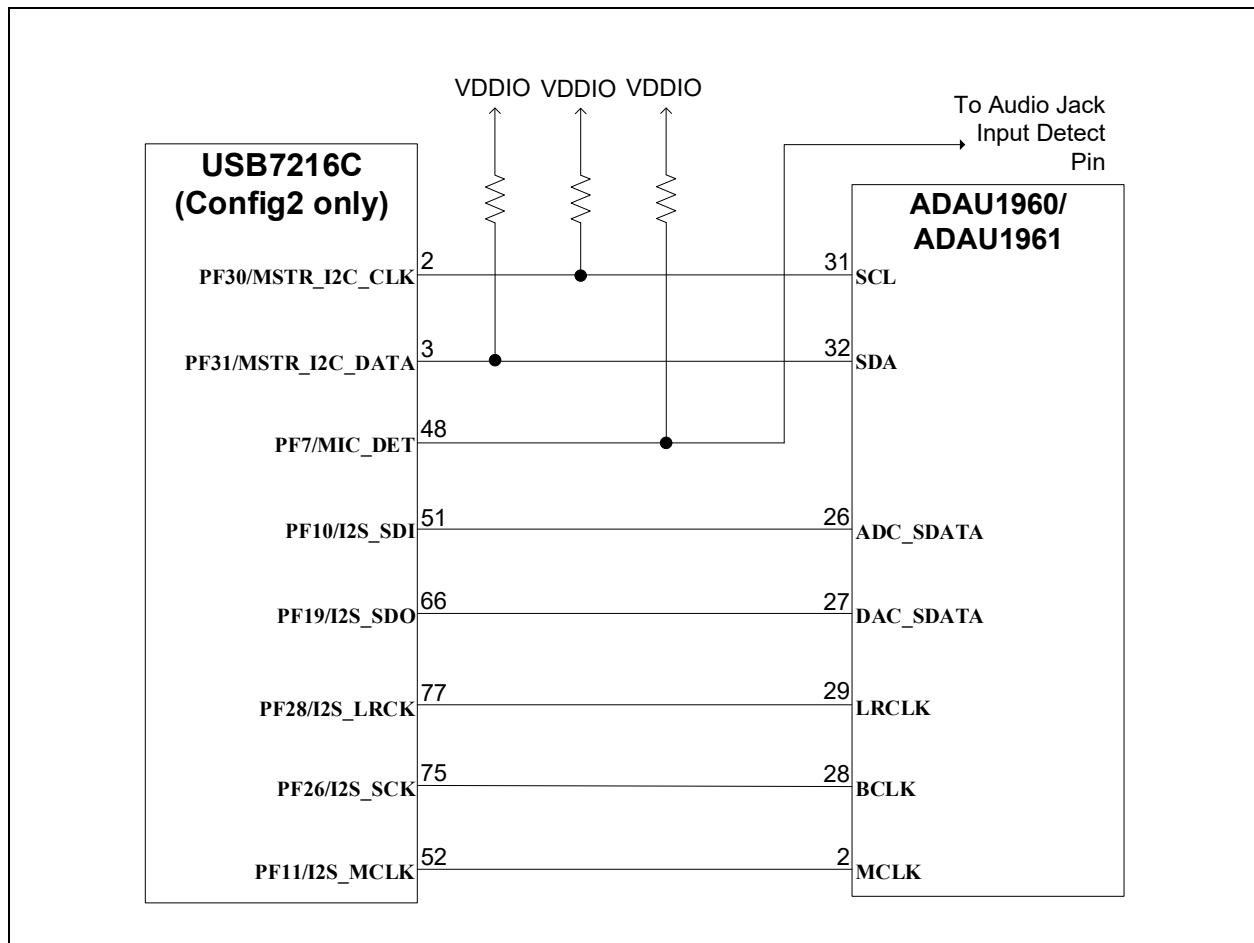 VDDIO VDDIO VDDIO
To Audio Jack
Input Detect
Pin
USB7216C
(Config2 only)
ADAU1960/
ADAU1961
PF30/MSTR_I2C_CLK 2 31 SCL
PF31/MSTR_I2C_DATA 3 32 SDA
PF7/MIC_DET 48
PF10/I2S_SDI 51 26 ADC_SDATA
PF19/I2S_SDO 66 27 DAC_SDATA
PF28/I2S_LRCK 77 29 LRCLK
PF26/I2S_SCK 75 28 BCLK
PF11/I2S_MCLK 52 2 MCLK